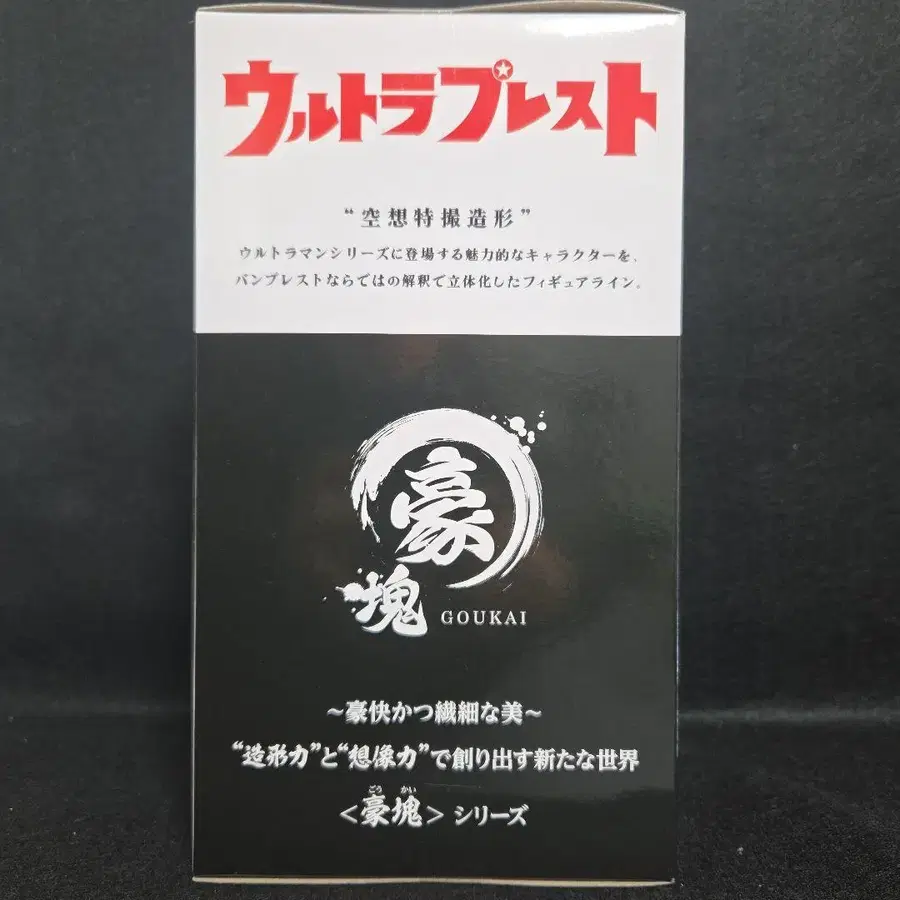 ウルトラプレスト
“空想特撮造形”
ウルトラマンシリーズに登場する魅力的なキャラクターを、
バンプレストならではの解釈で立体化したフィギュアライン。
豪
塊 GOUKAI
～豪快かつ繊細な美～
“造形力”と“想像力”で創り出す新たな世界
ごう かい
＜豪塊＞シリーズ